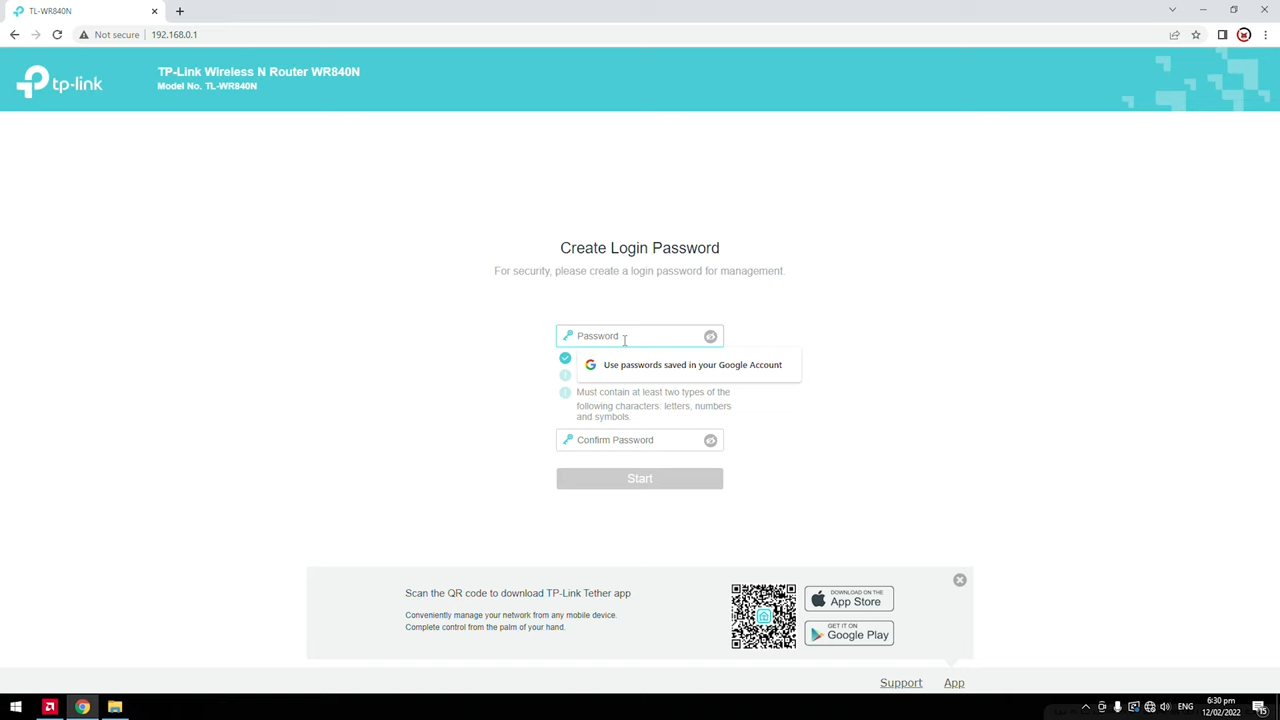 TL-WR840N
Not secure
192.168.0.1
tp-link
TP-Link Wireless N Router WR840N
Model No. TL-WR840N
Create Login Password
For security, please create a login password for management.
Password
Use passwords saved in your Google Account
Must contain at least two types of the
following characters: letters, numbers
and symbols.
Confirm Password
Start
Scan the QR code to download TP-Link Tether app
Conveniently manage your network from any mobile device.
Complete control from the palm of your hand.
DOWNLOAD ON THE
App Store
GET IT ON
Google Play
Support
App
ENG
6:30 pm
12/02/2022